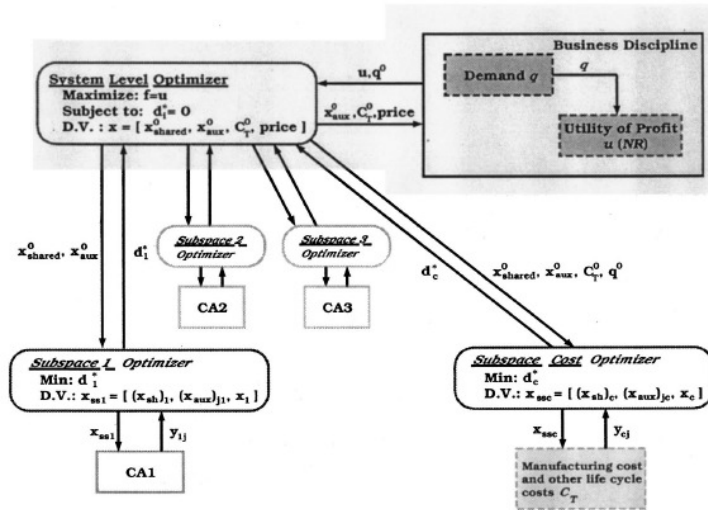 System Level Optimizer
Maximize: f=u
Subject to: d*i = 0
D.V. : x = [ x⁰shared, x⁰aux, C⁰T, price ]
u,q⁰
x⁰aux, C⁰T, price
Business Discipline
Demand q
q
Utility of Profit
u (NR)
x⁰shared, x⁰aux
d*1
Subspace 2
Optimizer
CA2
Subspace 3
Optimizer
CA3
d*c
x⁰shared, x⁰aux, C⁰T, q⁰
Subspace 1 Optimizer
Min: d*1
D.V.: xss1 = [ (xsh)1, (xaux)j1, x1 ]
xss1
y1j
CA1
Subspace Cost Optimizer
Min: d*c
D.V.: xssc = [ (xsh)c, (xaux)jc, xc ]
xssc
ycj
Manufacturing cost
and other life cycle
costs CT